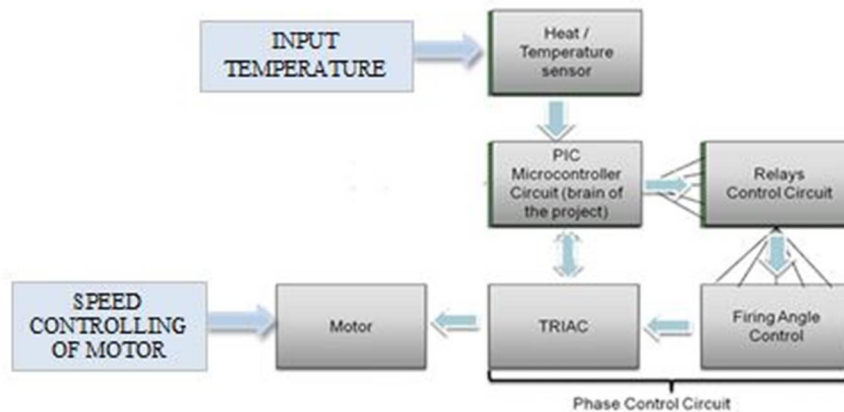 INPUT
TEMPERATURE
Heat /
Temperature
sensor
PIC
Microcontroller
Circuit (brain of
the project)
Relays
Control Circuit
SPEED
CONTROLLING
OF MOTOR
Motor
TRIAC
Firing Angle
Control
Phase Control Circuit